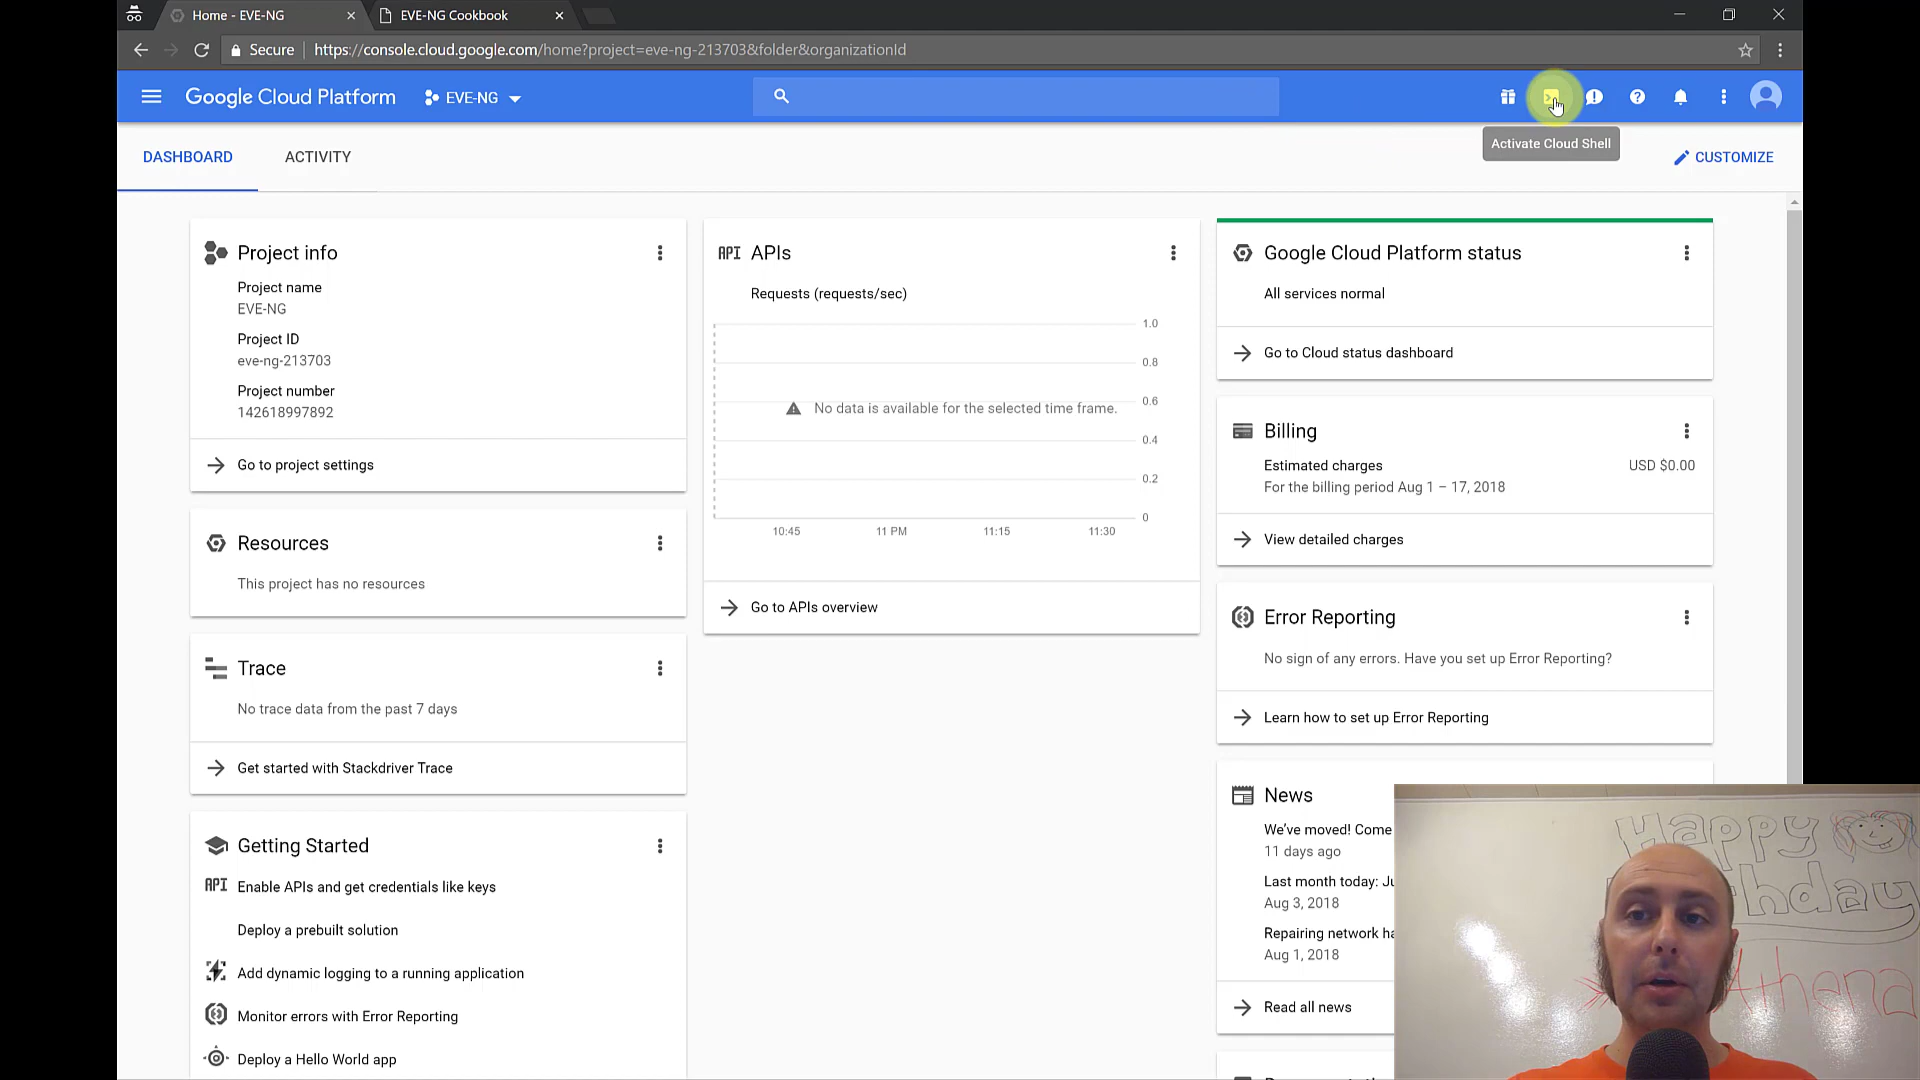 Home - EVE-NG
EVE-NG Cookbook
Secure
https://console.cloud.google.com/home?project=eve-ng-213703&folder&organizationId
Google Cloud Platform
EVE-NG
Activate Cloud Shell
DASHBOARD
ACTIVITY
CUSTOMIZE
Project info
Project name
EVE-NG
Project ID
eve-ng-213703
Project number
142618997892
Go to project settings
Resources
This project has no resources
Trace
No trace data from the past 7 days
Get started with Stackdriver Trace
Getting Started
API Enable APIs and get credentials like keys
Deploy a prebuilt solution
Add dynamic logging to a running application
Monitor errors with Error Reporting
Deploy a Hello World app
API APIs
Requests (requests/sec)
1.0
0.8
0.6
No data is available for the selected time frame.
0.4
0.2
0
10:45
11 PM
11:15
11:30
Go to APIs overview
Google Cloud Platform status
All services normal
Go to Cloud status dashboard
Billing
Estimated charges
USD $0.00
For the billing period Aug 1 – 17, 2018
View detailed charges
Error Reporting
No sign of any errors. Have you set up Error Reporting?
Learn how to set up Error Reporting
News
We've moved! Come
11 days ago
Last month today: Ju
Aug 3, 2018
Repairing network ha
Aug 1, 2018
Read all news
Happy
Athena